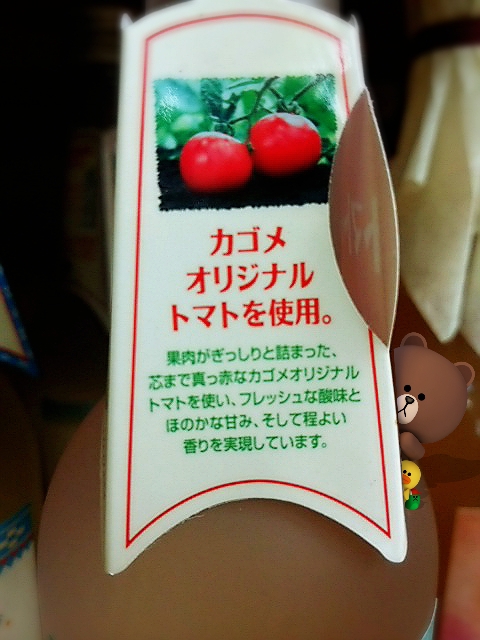 カゴメ
オリジナル
トマトを使用。
果肉がぎっしりと詰まった、
芯まで真っ赤なカゴメオリジナル
トマトを使い、フレッシュな酸味と
ほのかな甘み、そして程よい
香りを実現しています。